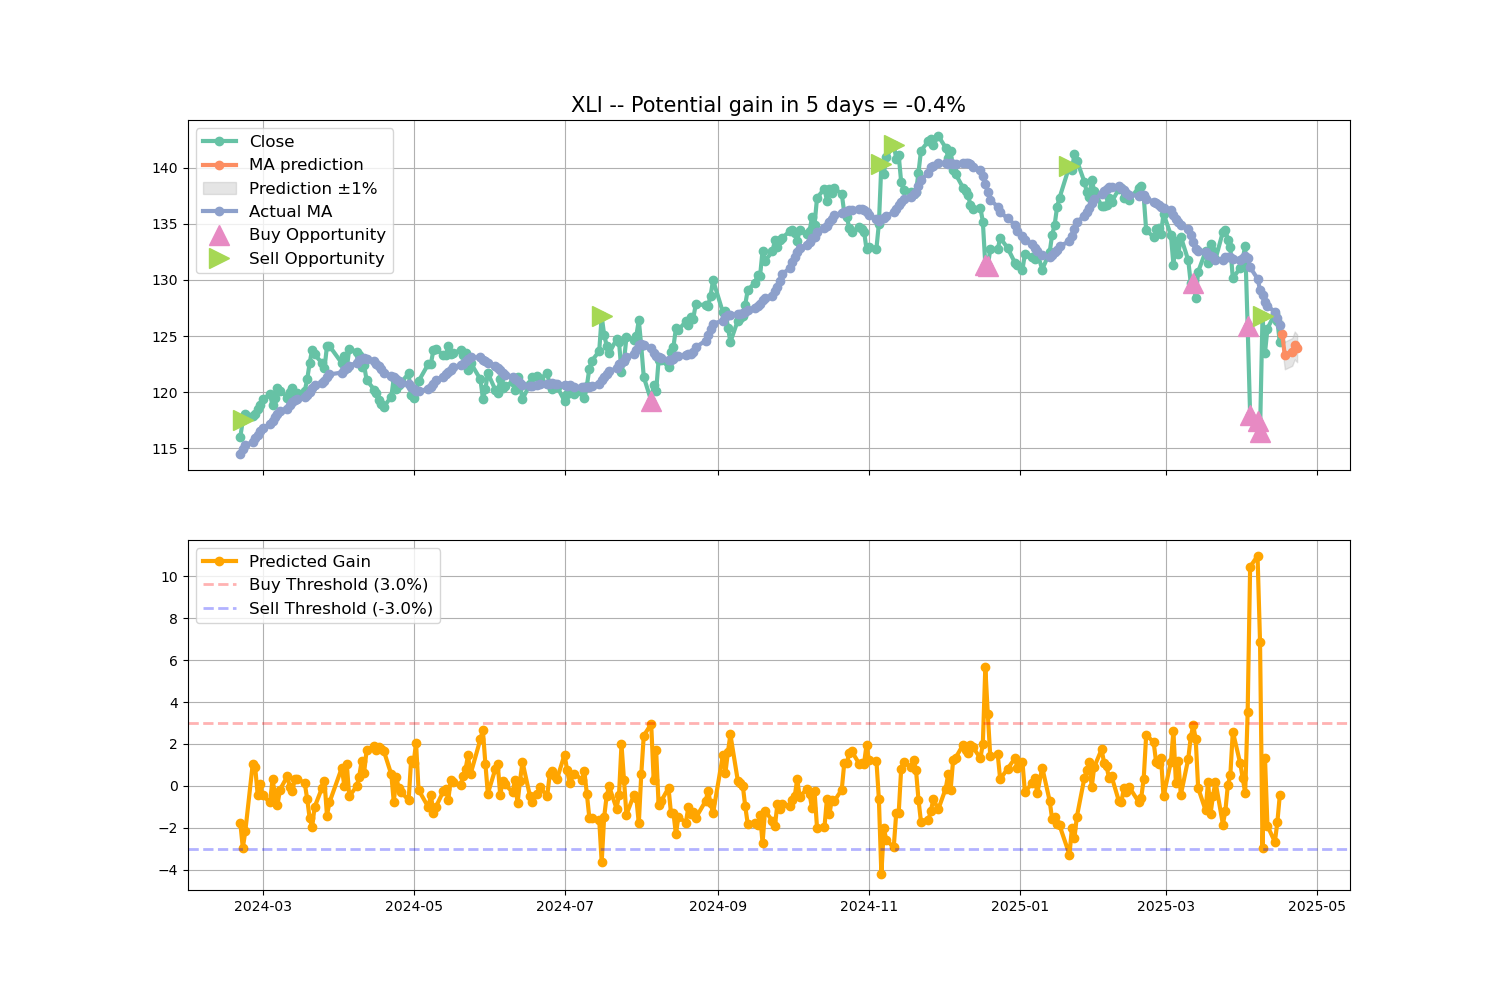 XLI -- Potential gain in 5 days = -0.4%
Close
MA prediction
Prediction ±1%
Actual MA
Buy Opportunity
Sell Opportunity
140
135
130
125
120
115
Predicted Gain
Buy Threshold (3.0%)
Sell Threshold (-3.0%)
10
8
6
4
2
0
−2
−4
2024-03 2024-05 2024-07 2024-09 2024-11 2025-01 2025-03 2025-05